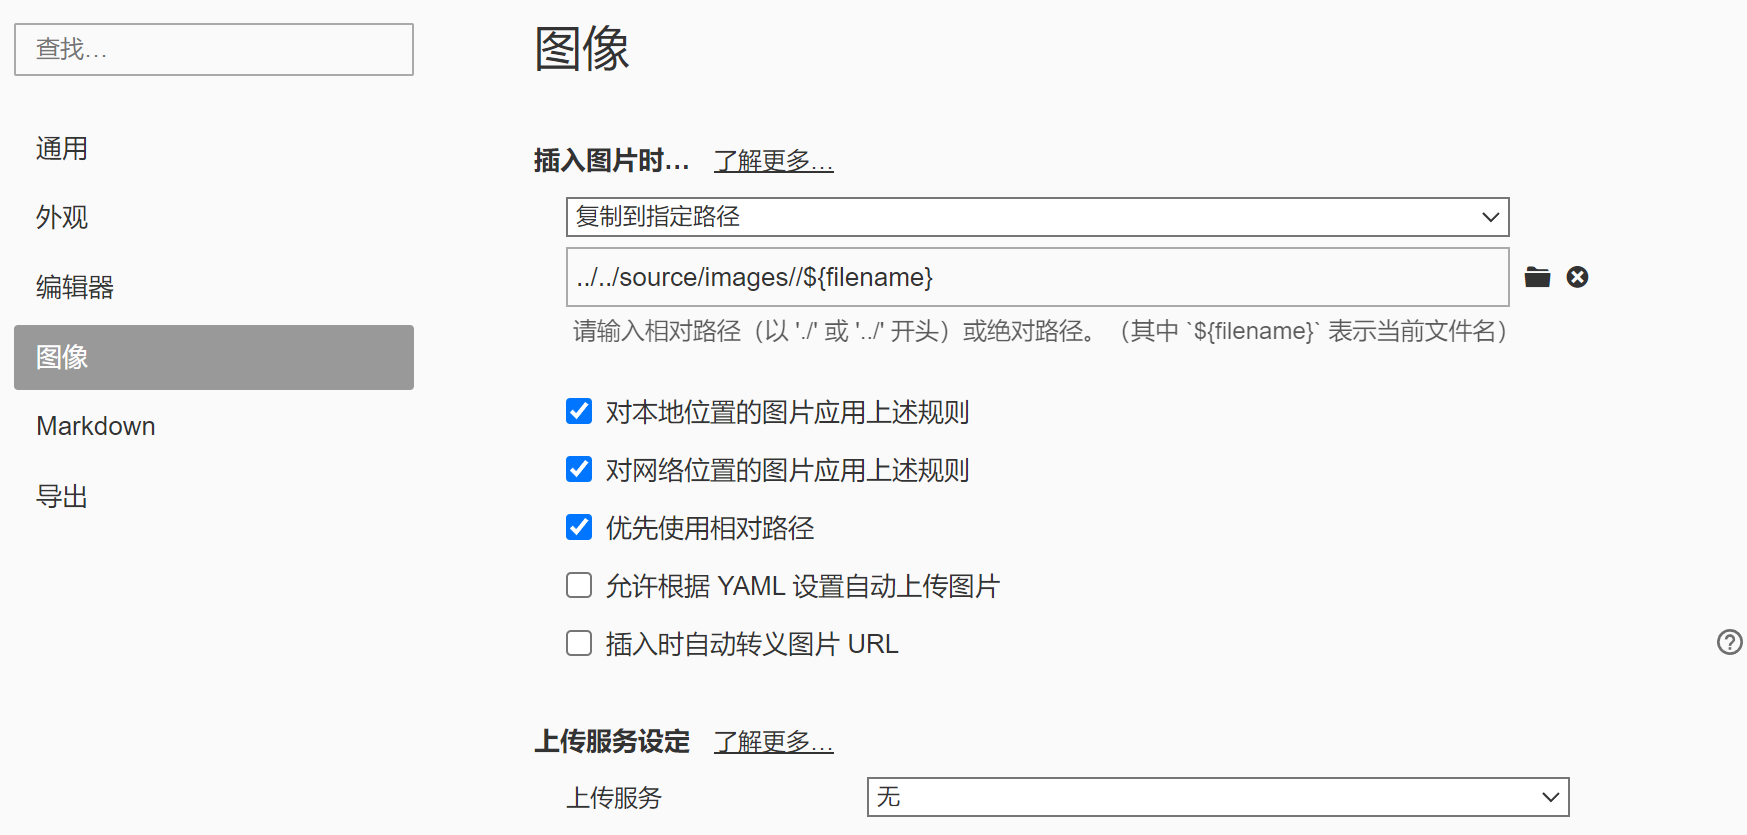 查找…
通用
外观
编辑器
图像
Markdown
导出
图像
插入图片时… 了解更多…
复制到指定路径
../../source/images//${filename}
请输入相对路径（以 './' 或 '../' 开头）或绝对路径。（其中 `${filename}` 表示当前文件名）
对本地位置的图片应用上述规则
对网络位置的图片应用上述规则
优先使用相对路径
允许根据 YAML 设置自动上传图片
插入时自动转义图片 URL
上传服务设定 了解更多…
上传服务 无